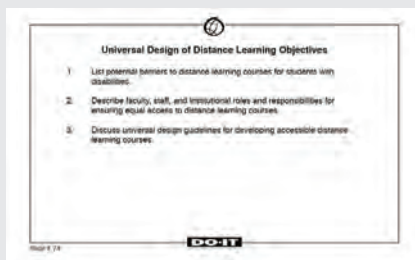 Universal Design of Distance Learning Objectives
1. List potential barriers to distance learning courses for students with
disabilities.
2. Describe faculty, staff, and institutional roles and responsibilities for
ensuring equal access to distance learning courses.
3. Discuss universal design guidelines for developing accessible distance
learning courses.
DO-IT